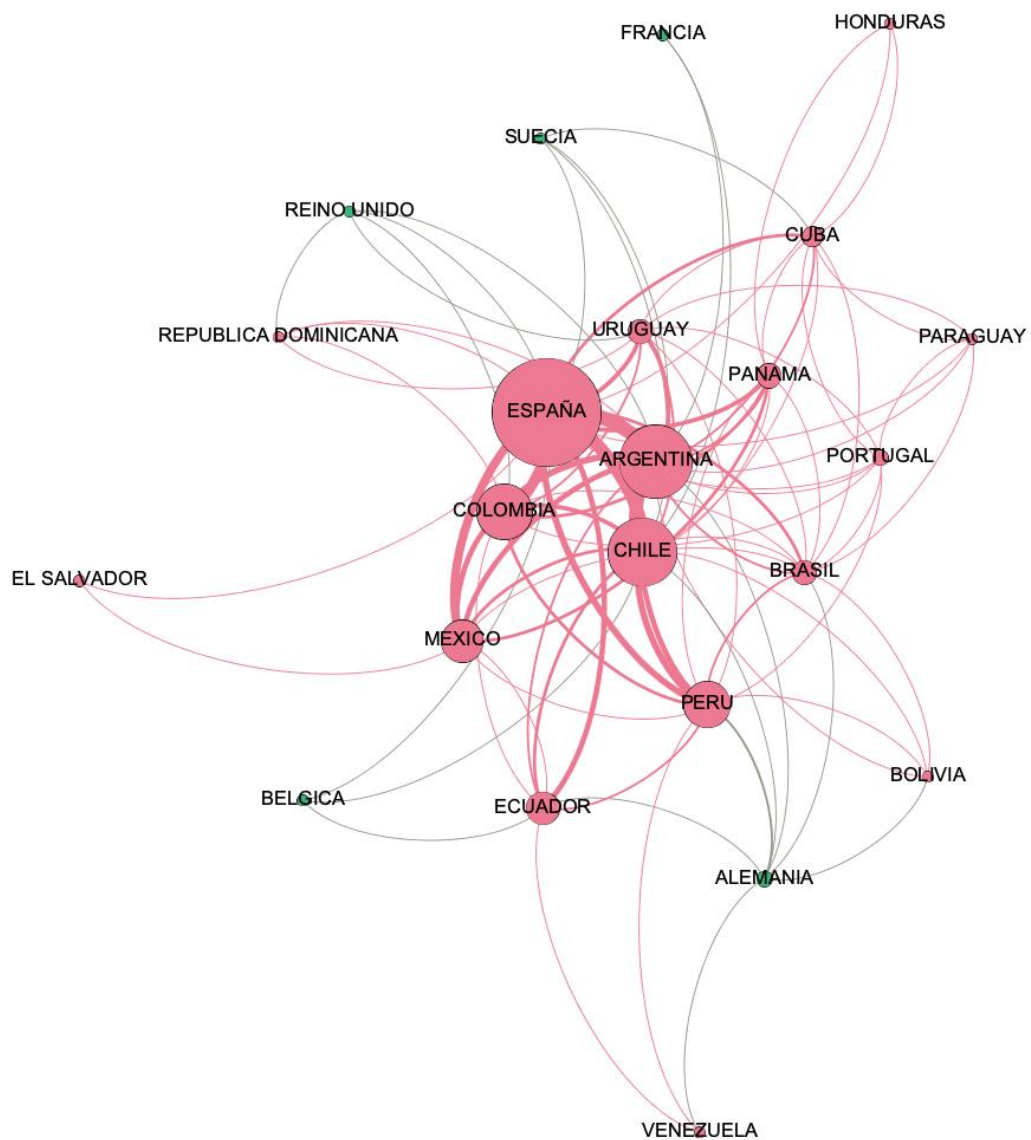 HONDURAS
FRANCIA
SUECIA
REINO UNIDO
CUBA
REPUBLICA DOMINICANA
URUGUAY
PARAGUAY
PANAMA
ESPAÑA
ARGENTINA
PORTUGAL
COLOMBIA
CHILE
BRASIL
EL SALVADOR
MEXICO
PERU
BOLIVIA
BELGICA
ECUADOR
ALEMANIA
VENEZUELA